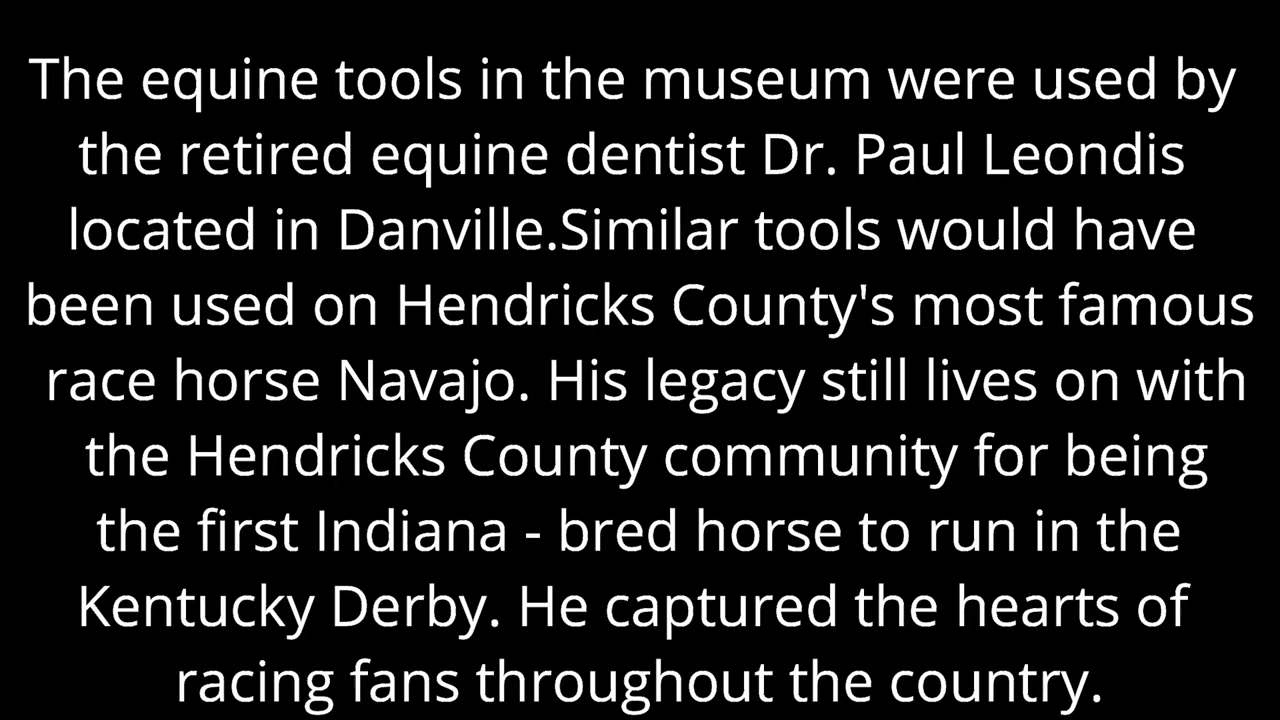 The equine tools in the museum were used by
the retired equine dentist Dr. Paul Leondis
located in Danville.Similar tools would have
been used on Hendricks County's most famous
race horse Navajo. His legacy still lives on with
the Hendricks County community for being
the first Indiana - bred horse to run in the
Kentucky Derby. He captured the hearts of
racing fans throughout the country.